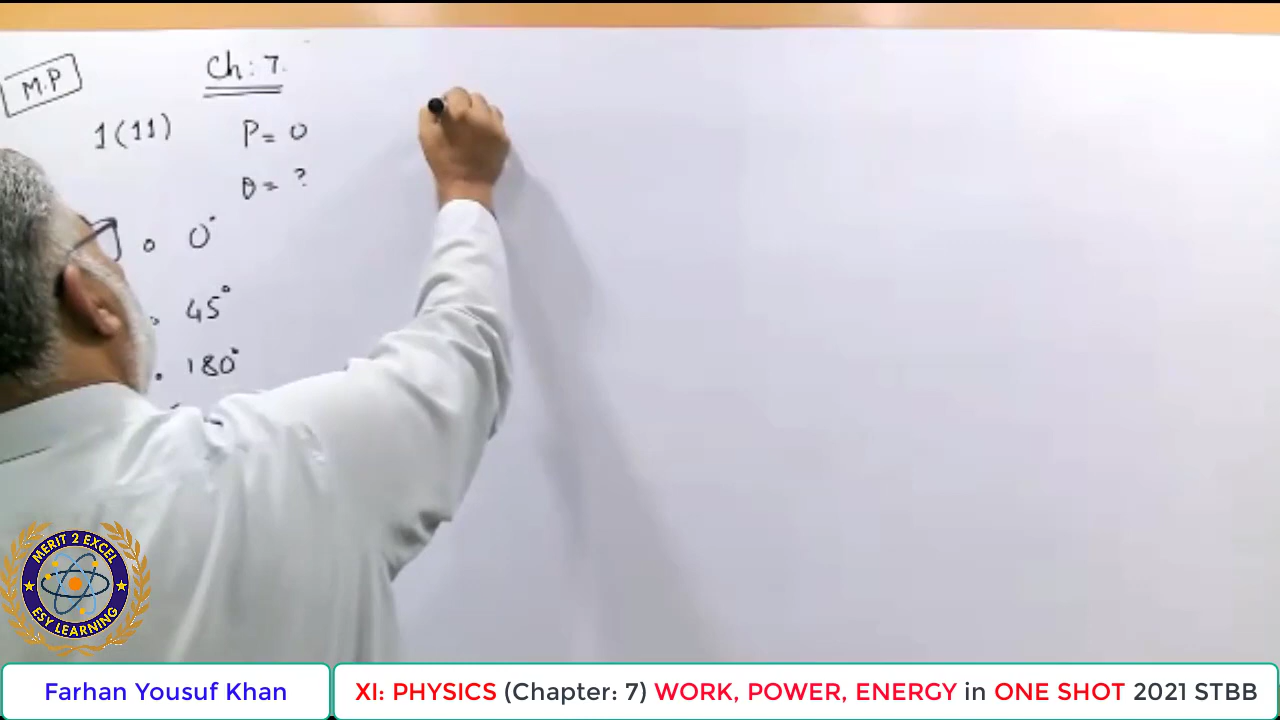 M.P
Ch: 7.
1(11)
P= 0
θ= ?
0°
45°
180°
MERIT 2 EXCEL
ESY LEARNING
Farhan Yousuf Khan
XI: PHYSICS (Chapter: 7) WORK, POWER, ENERGY in ONE SHOT 2021 STBB